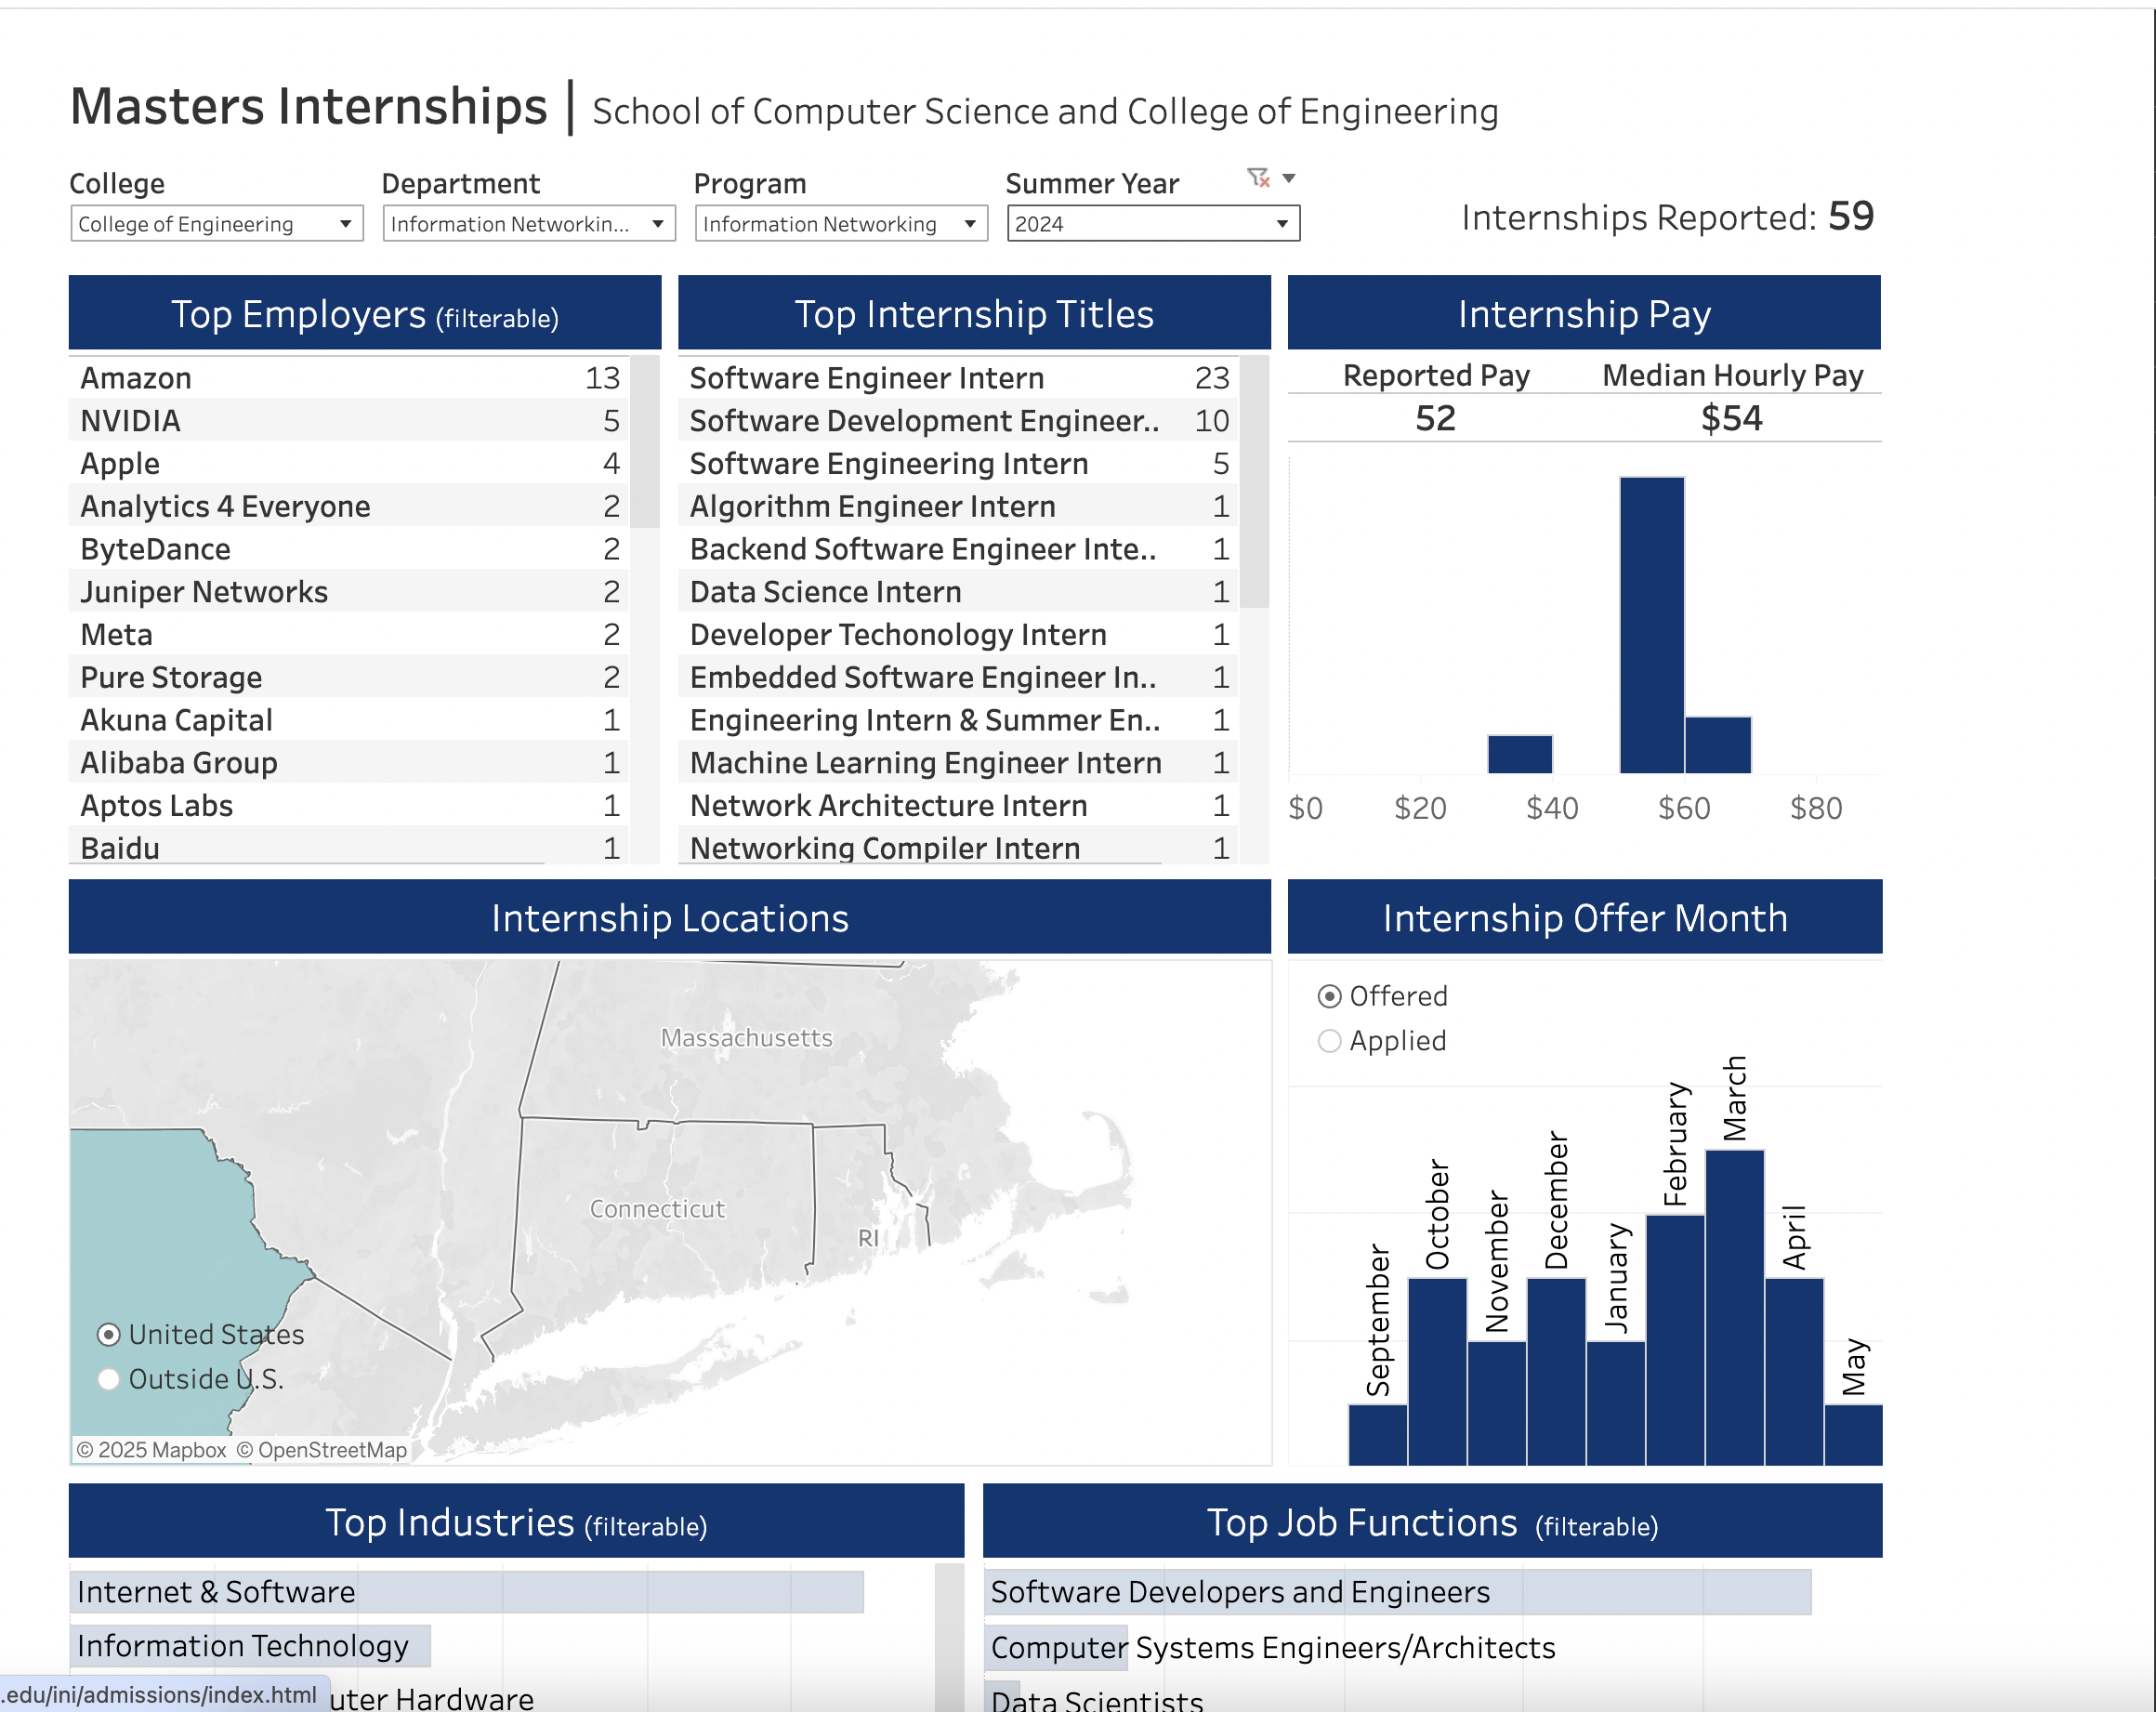 Masters Internships | School of Computer Science and College of Engineering
College
Department
Program
Summer Year
College of Engineering
Information Networkin...
Information Networking
2024
Internships Reported: 59
Top Employers (filterable)
Amazon 13
NVIDIA 5
Apple 4
Analytics 4 Everyone 2
ByteDance 2
Juniper Networks 2
Meta 2
Pure Storage 2
Akuna Capital 1
Alibaba Group 1
Aptos Labs 1
Baidu 1
Top Internship Titles
Software Engineer Intern 23
Software Development Engineer.. 10
Software Engineering Intern 5
Algorithm Engineer Intern 1
Backend Software Engineer Inte.. 1
Data Science Intern 1
Developer Techonology Intern 1
Embedded Software Engineer In.. 1
Engineering Intern & Summer En.. 1
Machine Learning Engineer Intern 1
Network Architecture Intern 1
Networking Compiler Intern 1
Internship Pay
Reported Pay Median Hourly Pay
52 $54
$0 $20 $40 $60 $80
Internship Locations
Massachusetts
Connecticut
RI
United States
Outside U.S.
© 2025 Mapbox © OpenStreetMap
Internship Offer Month
Offered
Applied
September
October
November
December
January
February
March
April
May
Top Industries (filterable)
Internet & Software
Information Technology
uter Hardware
Top Job Functions (filterable)
Software Developers and Engineers
Computer Systems Engineers/Architects
Data Scientists
.edu/ini/admissions/index.html